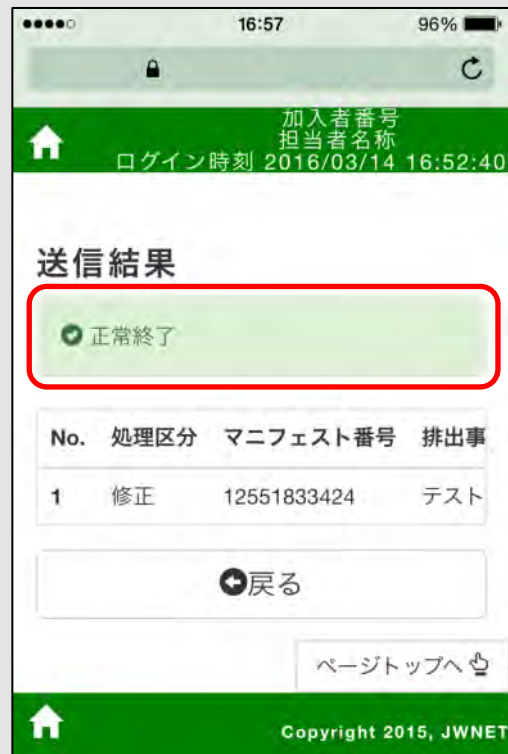 16:57
96%
加入者番号
担当者名称
ログイン時刻 2016/03/14 16:52:40
送信結果
正常終了
No. 処理区分 マニフェスト番号 排出事
1 修正 12551833424 テスト
戻る
ページトップへ
Copyright 2015, JWNET